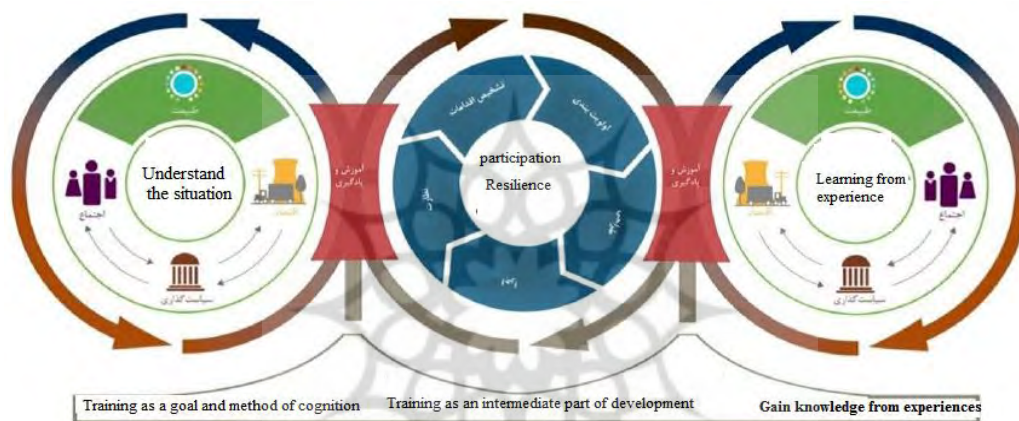 طبیعت
Understand
the situation
اجتماع
اقتصاد
سیاست‌گذاری
آموزش و
یادگیری
تشخیص اقدامات
اولویت بندی
participation
Resilience
نظارت
آموزش و
یادگیری
طبیعت
Learning from
experience
اقتصاد
اجتماع
سیاست‌گذاری
Training as a goal and method of cognition
Training as an intermediate part of development
Gain knowledge from experiences